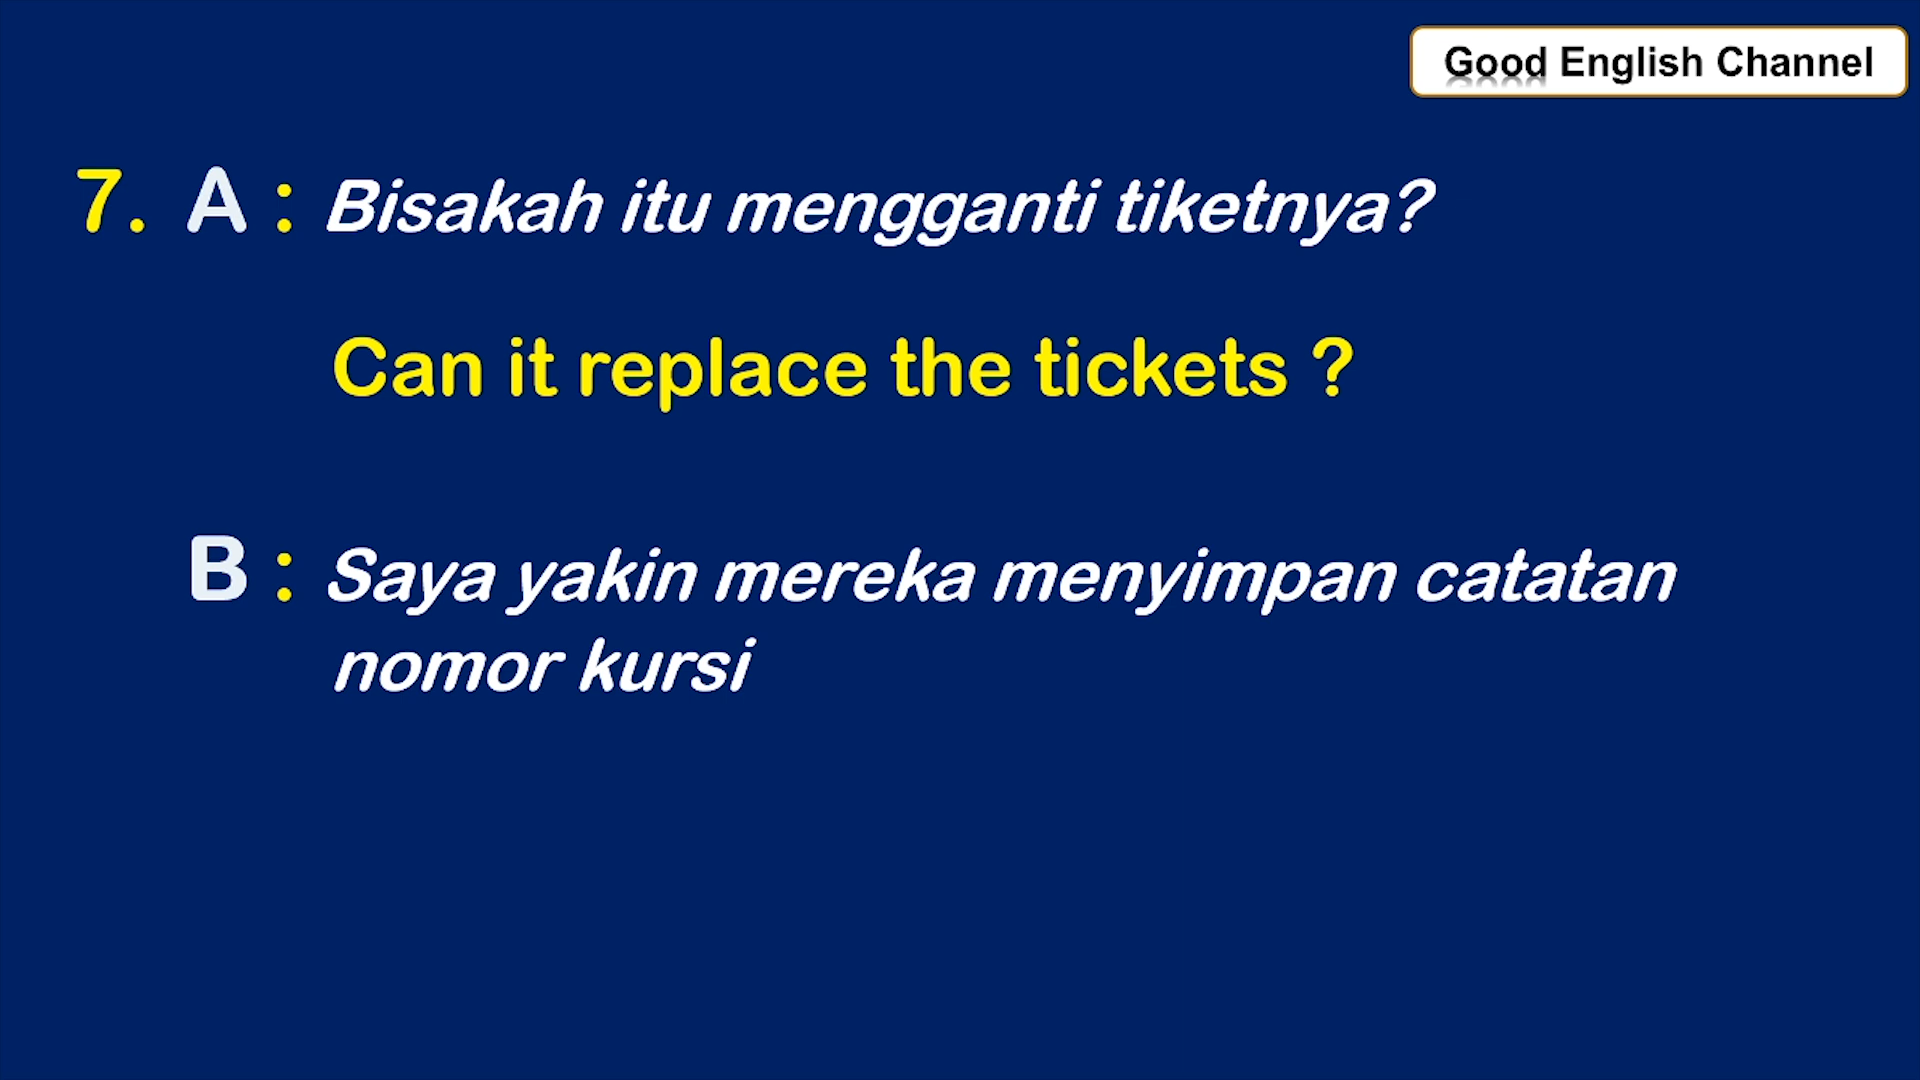 Good English Channel
7. A : Bisakah itu mengganti tiketnya?
Can it replace the tickets ?
B : Saya yakin mereka menyimpan catatan
nomor kursi